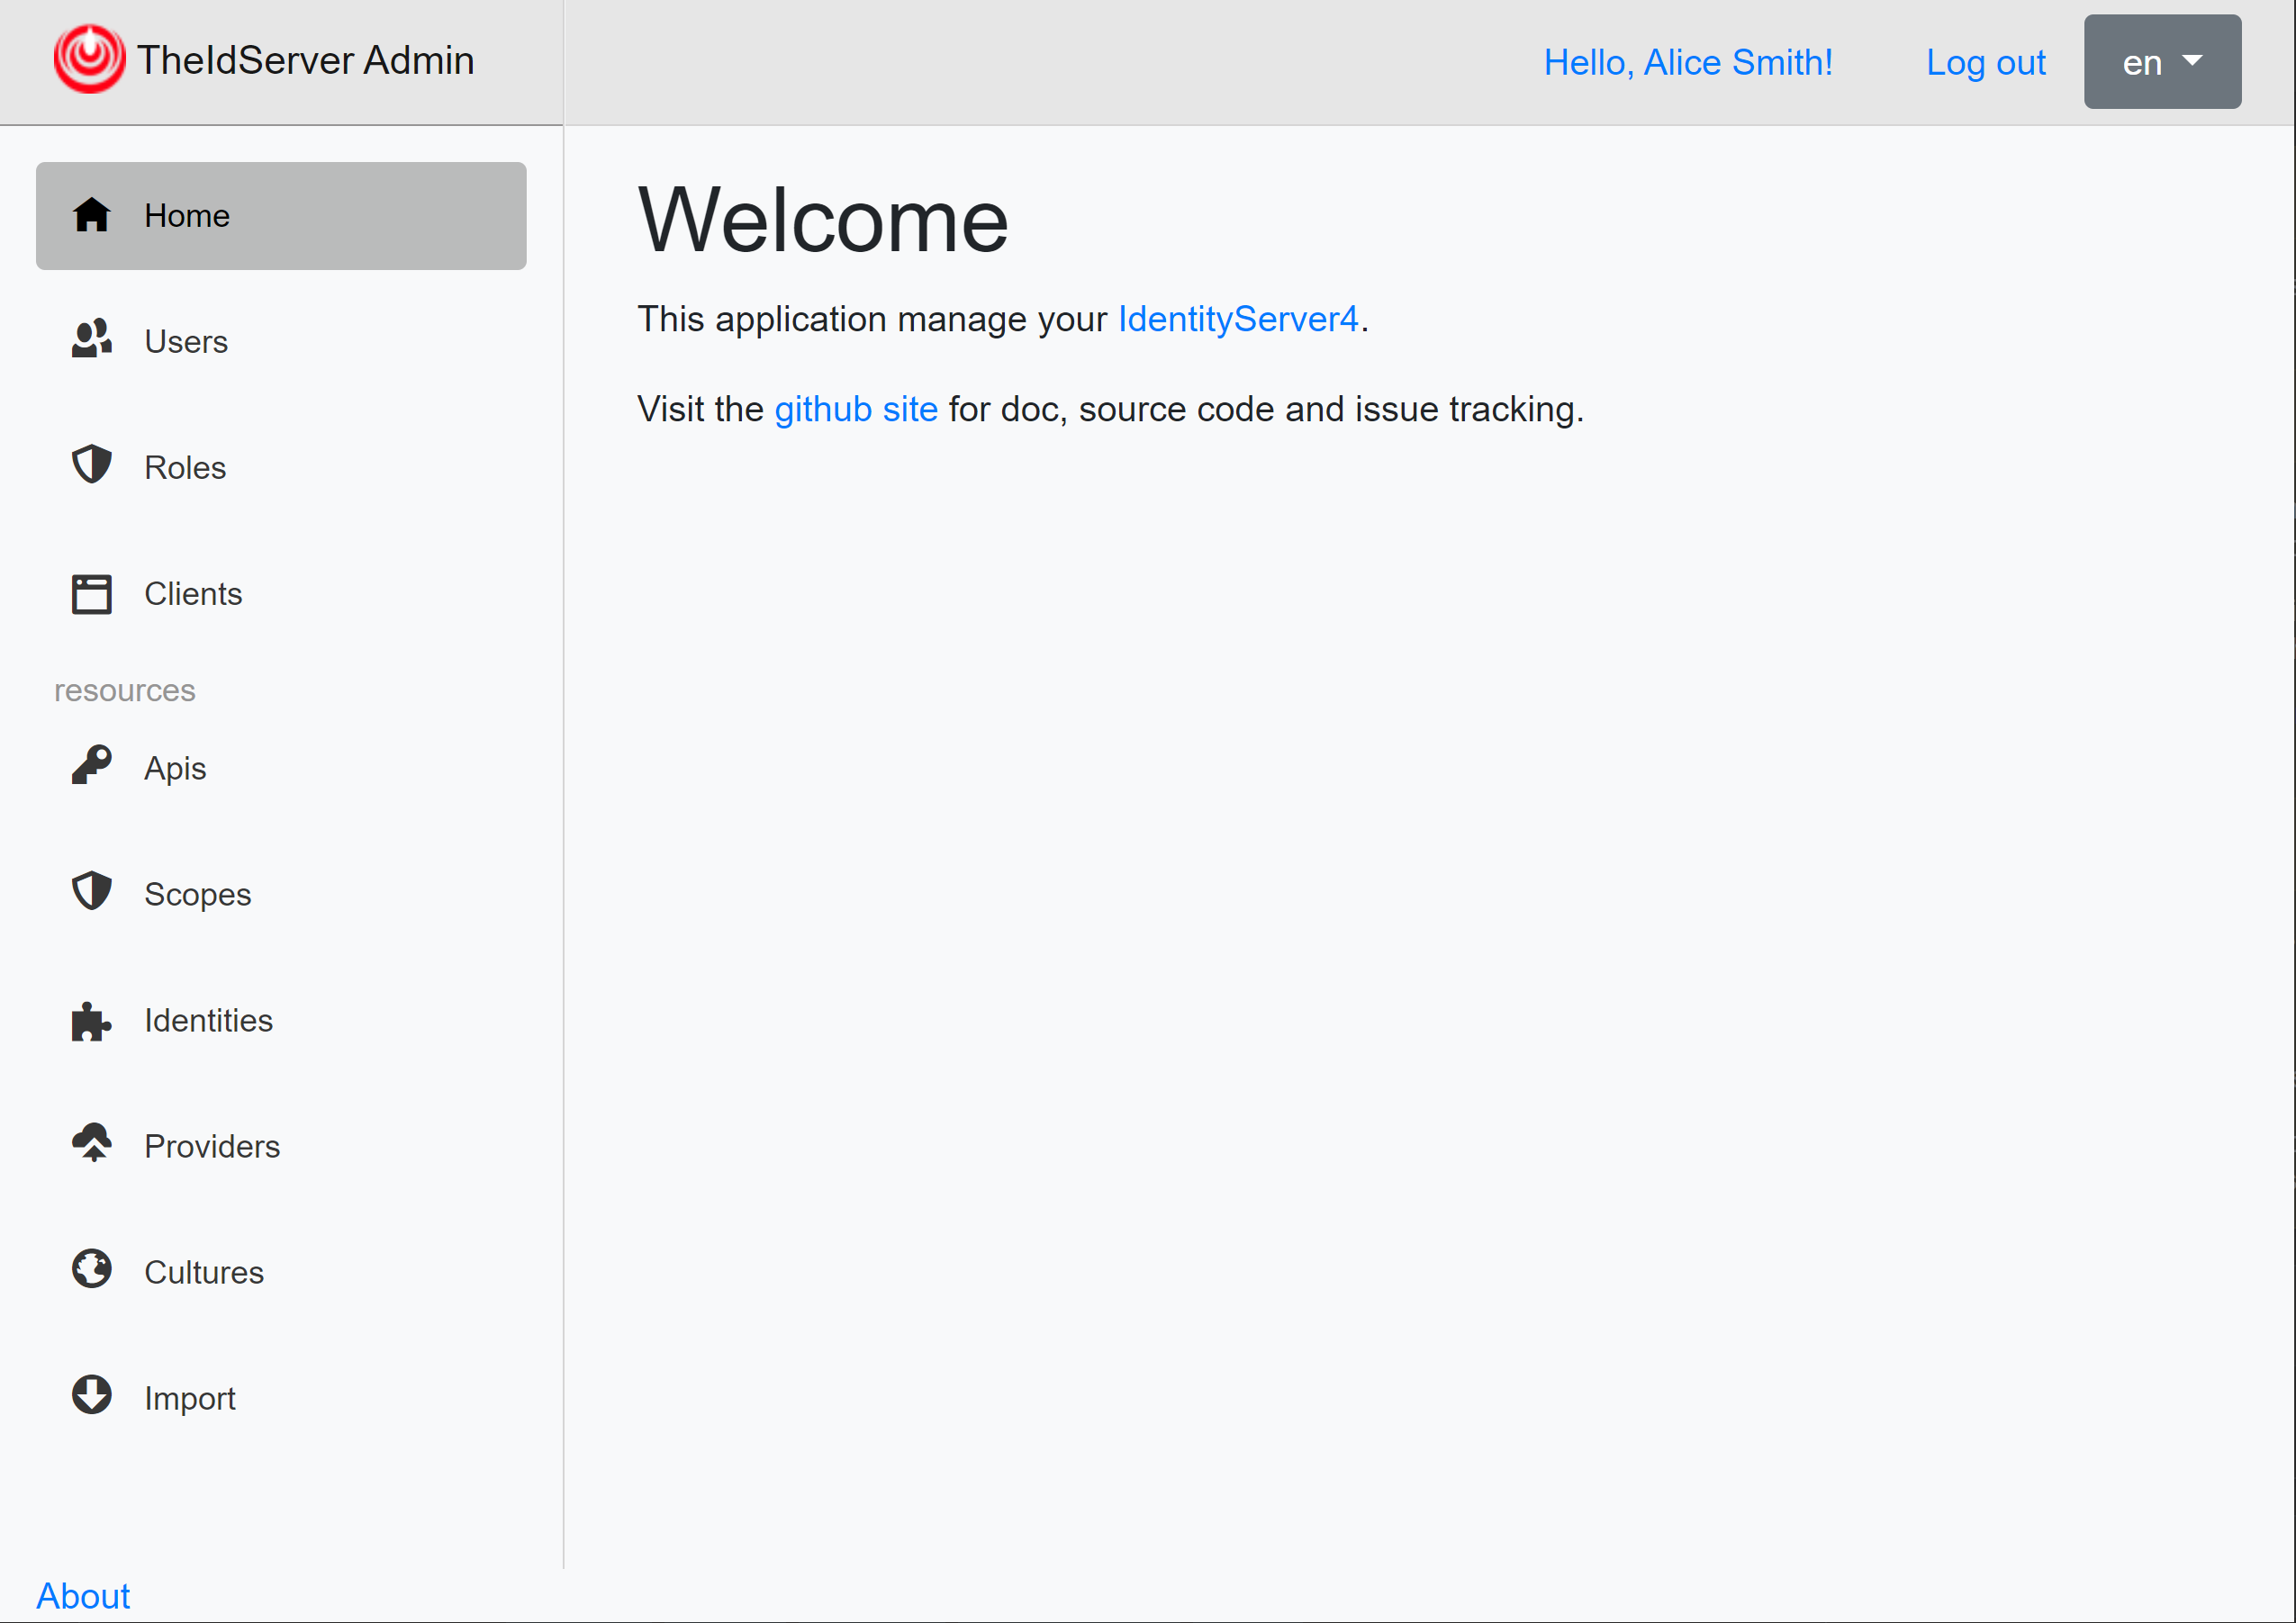 TheIdServer Admin
Hello, Alice Smith!
Log out
en
Home
Users
Roles
Clients
resources
Apis
Scopes
Identities
Providers
Cultures
Import
About
Welcome
This application manage your IdentityServer4.
Visit the github site for doc, source code and issue tracking.